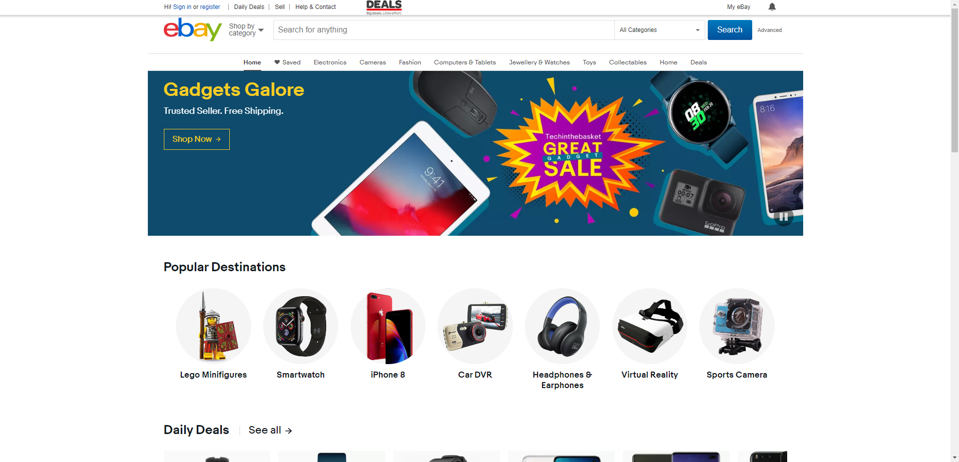 Hi! Sign in or register | Daily Deals | Sell | Help & Contact
DEALS
My eBay
ebay
Shop by
category
Search for anything
All Categories
Search
Advanced
Home
Saved
Electronics
Cameras
Fashion
Computers & Tablets
Jewellery & Watches
Toys
Collectables
Home
Deals
Gadgets Galore
Trusted Seller. Free Shipping.
Shop Now →
9:41
Techinthebasket
GREAT
GADGET
SALE
08
30
8:16
GoPro
Popular Destinations
Lego Minifigures
Smartwatch
iPhone 8
Car DVR
Headphones &
Earphones
Virtual Reality
Sports Camera
Daily Deals
See all →